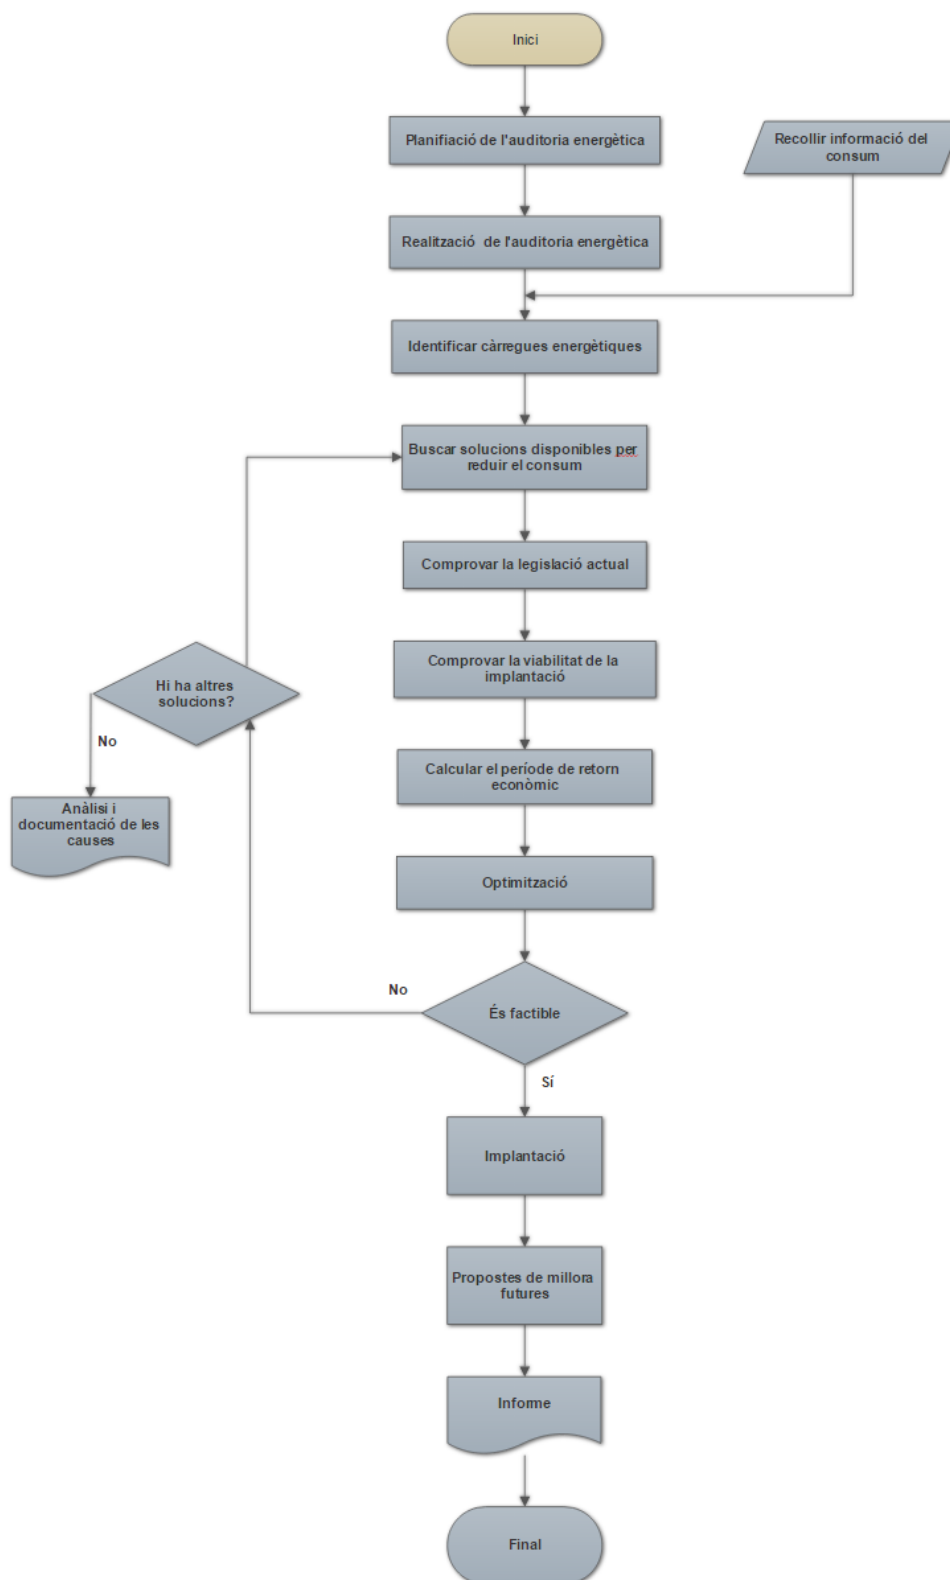 Inici
Planifiació de l'auditoria energètica
Recollir informació del
consum
Realització de l'auditoria energètica
Identificar càrregues energètiques
Buscar solucions disponibles per
reduir el consum
Comprovar la legislació actual
Comprovar la viabilitat de la
implantació
Hi ha altres
solucions?
No
Calcular el període de retorn
econòmic
Anàlisi i
documentació de les
causes
Optimització
No
És factible
Sí
Implantació
Propostes de millora
futures
Informe
Final